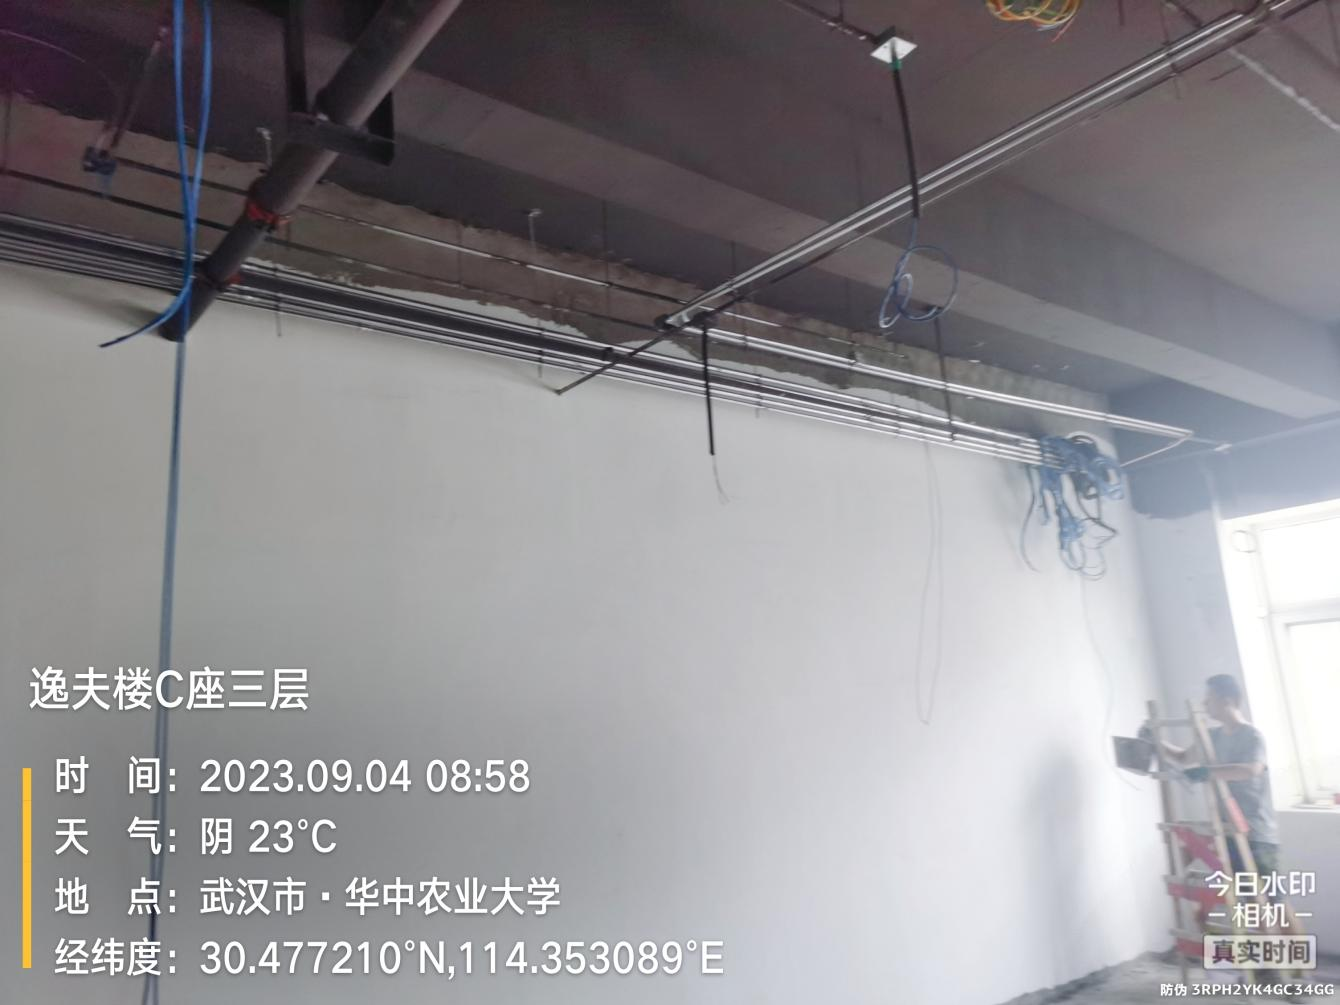 逸夫楼C座三层
时 间：2023.09.04 08:58
天 气：阴 23°C
地 点：武汉市·华中农业大学
经纬度：30.477210°N,114.353089°E
今日水印
-相机-
真实时间
防伪 3RPH2YK4GC34GG